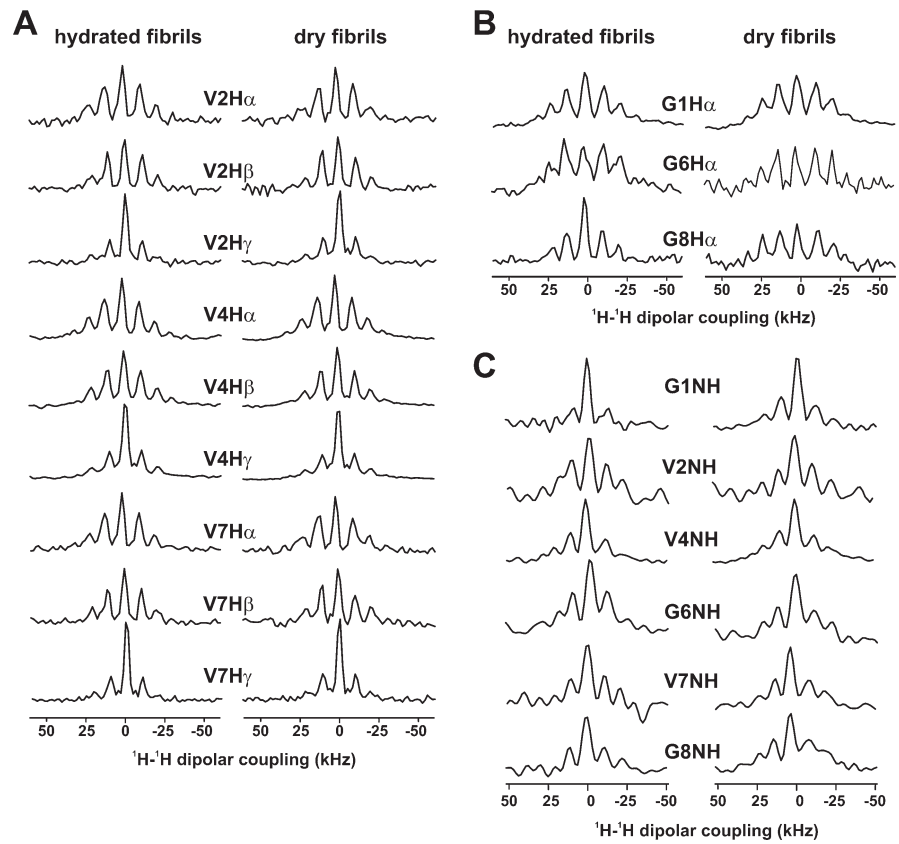 A
hydrated fibrils dry fibrils
V2Hα
V2Hβ
V2Hγ
V4Hα
V4Hβ
V4Hγ
V7Hα
V7Hβ
V7Hγ
50 25 0 -25 -50 50 25 0 -25 -50
¹H-¹H dipolar coupling (kHz)
B
hydrated fibrils dry fibrils
G1Hα
G6Hα
G8Hα
50 25 0 -25 -50 50 25 0 -25 -50
¹H-¹H dipolar coupling (kHz)
C
G1NH
V2NH
V4NH
G6NH
V7NH
G8NH
50 25 0 -25 -50 50 25 0 -25 -50
¹H-¹H dipolar coupling (kHz)